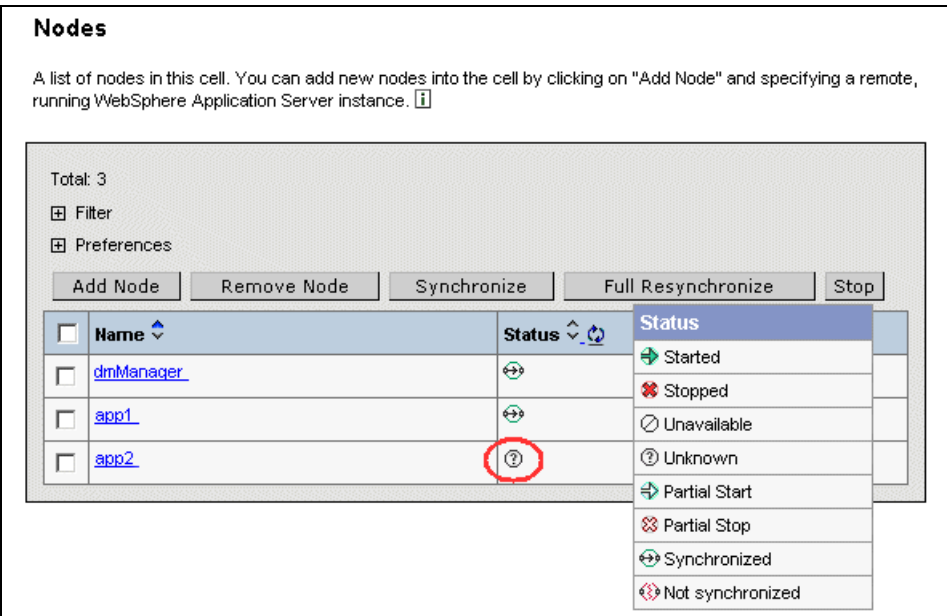 Nodes
A list of nodes in this cell. You can add new nodes into the cell by clicking on "Add Node" and specifying a remote,
running WebSphere Application Server instance. i
Total: 3
Filter
Preferences
Add Node Remove Node Synchronize Full Resynchronize Stop
Name Status
dmManager
app1
app2 ?
Status
Started
Stopped
Unavailable
? Unknown
Partial Start
Partial Stop
Synchronized
Not synchronized